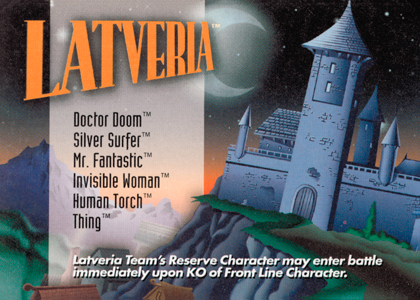 LATVERIA™
Doctor Doom™
Silver Surfer™
Mr. Fantastic™
Invisible Woman™
Human Torch™
Thing™
Latveria Team's Reserve Character may enter battle
immediately upon KO of Front Line Character.